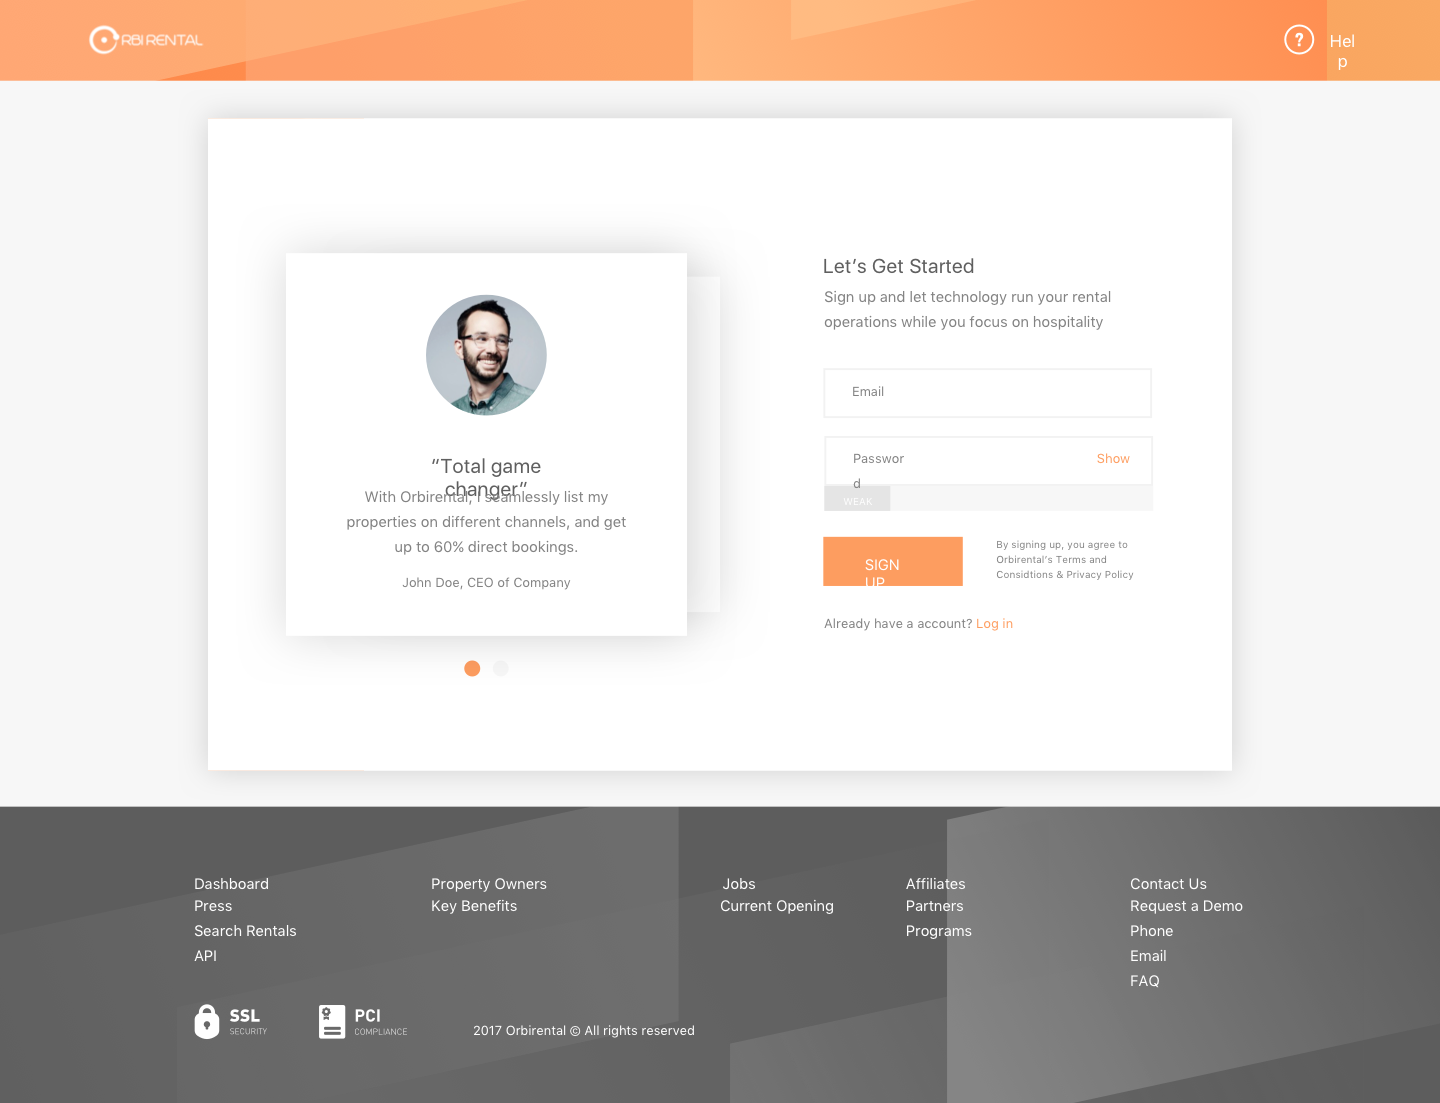 ORBI RENTAL
?
Hel
p
“Total game
changer”
With Orbirental, I seamlessly list my
properties on different channels, and get
up to 60% direct bookings.
John Doe, CEO of Company
Let’s Get Started
Sign up and let technology run your rental
operations while you focus on hospitality
Email
Passwor
d
Show
WEAK
SIGN
UP
By signing up, you agree to
Orbirental’s Terms and
Considtions & Privacy Policy
Already have a account? Log in
Dashboard
Press
Search Rentals
API
Property Owners
Key Benefits
Jobs
Current Opening
Affiliates
Partners
Programs
Contact Us
Request a Demo
Phone
Email
FAQ
SSL
SECURITY
PCI
COMPLIANCE
2017 Orbirental © All rights reserved